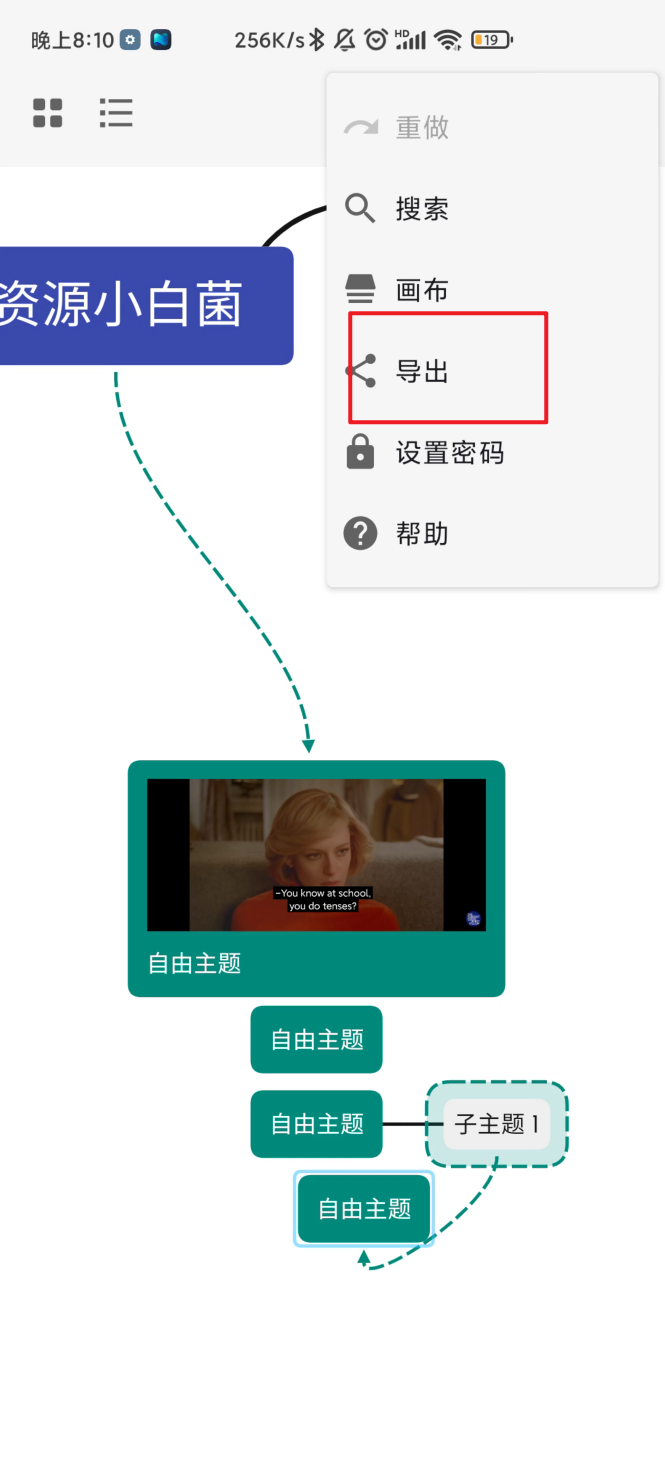 晚上8:10
256K/s
HD
19
重做
搜索
画布
导出
设置密码
帮助
资源小白菌
-You know at school,
you do tenses?
自由主题
自由主题
自由主题
子主题 1
自由主题